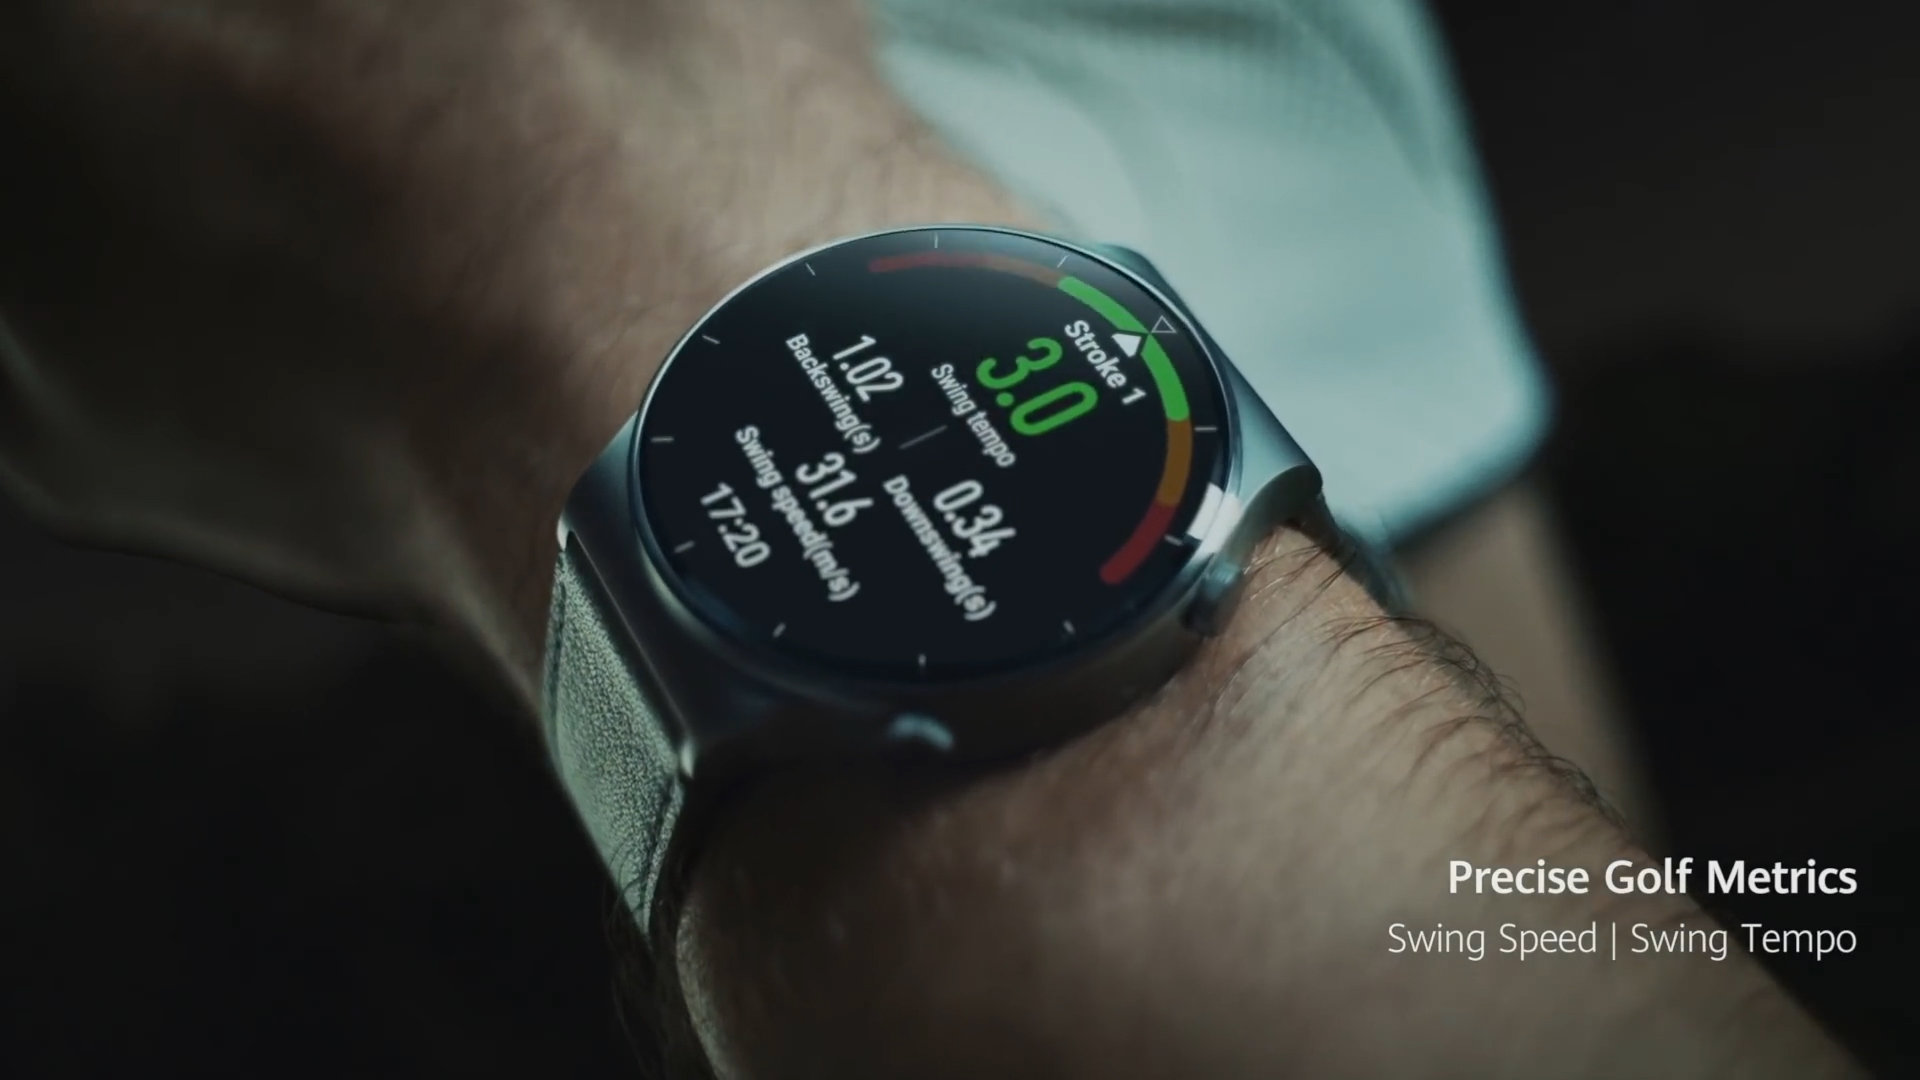 Stroke 1
3.0
Swing tempo
1.02
Backswing(s)
0.34
Downswing(s)
31.6
Swing speed(m/s)
17:20
Precise Golf Metrics
Swing Speed | Swing Tempo